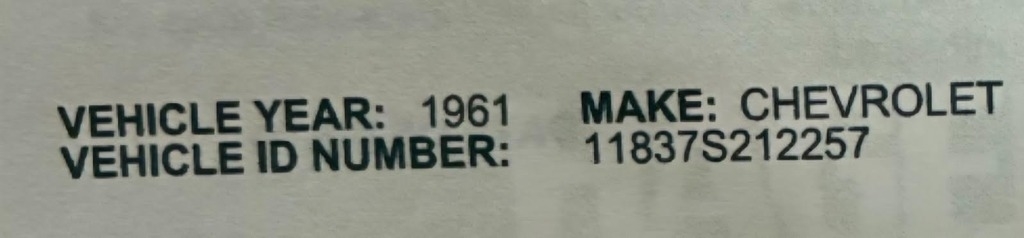 VEHICLE YEAR: 1961 MAKE: CHEVROLET
VEHICLE ID NUMBER: 11837S212257